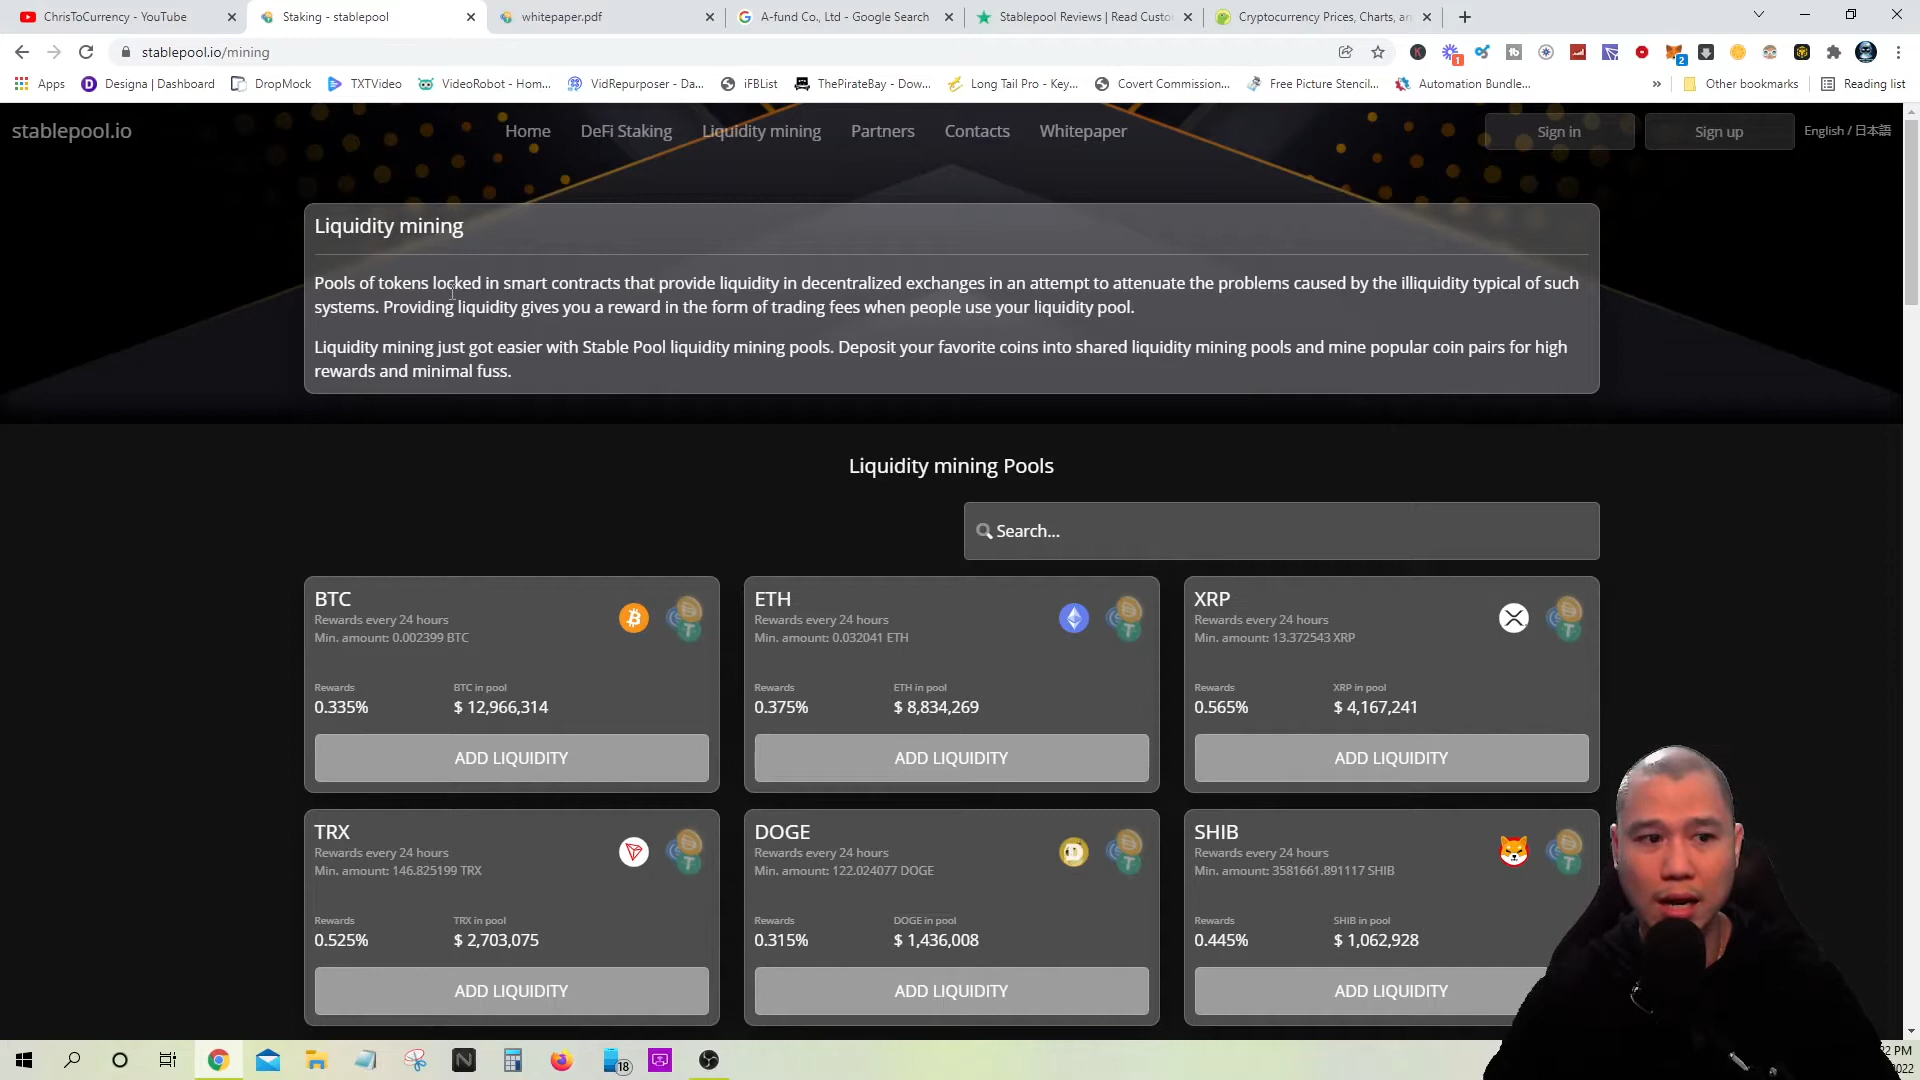 ChrisToCurrency - YouTube
Staking - stablepool
whitepaper.pdf
A-fund Co., Ltd - Google Search
Stablepool Reviews | Read Custo
Cryptocurrency Prices, Charts, an
stablepool.io/mining
1
2
Apps
Designa | Dashboard
DropMock
TXTVideo
VideoRobot - Hom...
VidRepurposer - Da...
iFBList
ThePirateBay - Dow...
Long Tail Pro - Key...
Covert Commission...
Free Picture Stencil...
Automation Bundle...
»
Other bookmarks
Reading list
stablepool.io
Home
DeFi Staking
Liquidity mining
Partners
Contacts
Whitepaper
Sign in
Sign up
English / 日本語
Liquidity mining
Pools of tokens locked in smart contracts that provide liquidity in decentralized exchanges in an attempt to attenuate the problems caused by the illiquidity typical of such
systems. Providing liquidity gives you a reward in the form of trading fees when people use your liquidity pool.
Liquidity mining just got easier with Stable Pool liquidity mining pools. Deposit your favorite coins into shared liquidity mining pools and mine popular coin pairs for high
rewards and minimal fuss.
Liquidity mining Pools
Search...
BTC
Rewards every 24 hours
Min. amount: 0.002399 BTC
Rewards
BTC in pool
0.335%
$ 12,966,314
ADD LIQUIDITY
ETH
Rewards every 24 hours
Min. amount: 0.032041 ETH
Rewards
ETH in pool
0.375%
$ 8,834,269
ADD LIQUIDITY
XRP
Rewards every 24 hours
Min. amount: 13.372543 XRP
Rewards
XRP in pool
0.565%
$ 4,167,241
ADD LIQUIDITY
TRX
Rewards every 24 hours
Min. amount: 146.825199 TRX
Rewards
TRX in pool
0.525%
$ 2,703,075
ADD LIQUIDITY
DOGE
Rewards every 24 hours
Min. amount: 122.024077 DOGE
Rewards
DOGE in pool
0.315%
$ 1,436,008
ADD LIQUIDITY
SHIB
Rewards every 24 hours
Min. amount: 3581661.891117 SHIB
Rewards
SHIB in pool
0.445%
$ 1,062,928
ADD LIQUIDITY
18
PM